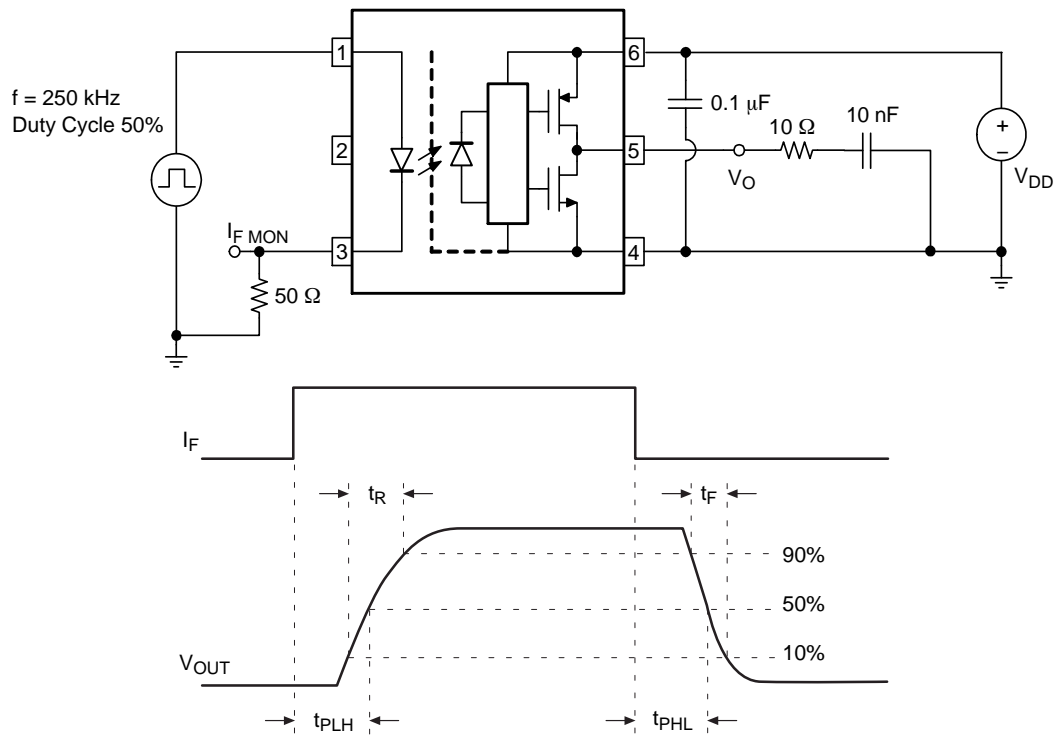 f = 250 kHz
Duty Cycle 50%
1
2
3
I_F MON
50 Ω
6
5
4
0.1 μF
10 Ω
10 nF
V_O
+
−
V_DD
I_F
t_R
t_F
90%
50%
10%
V_OUT
t_PLH
t_PHL